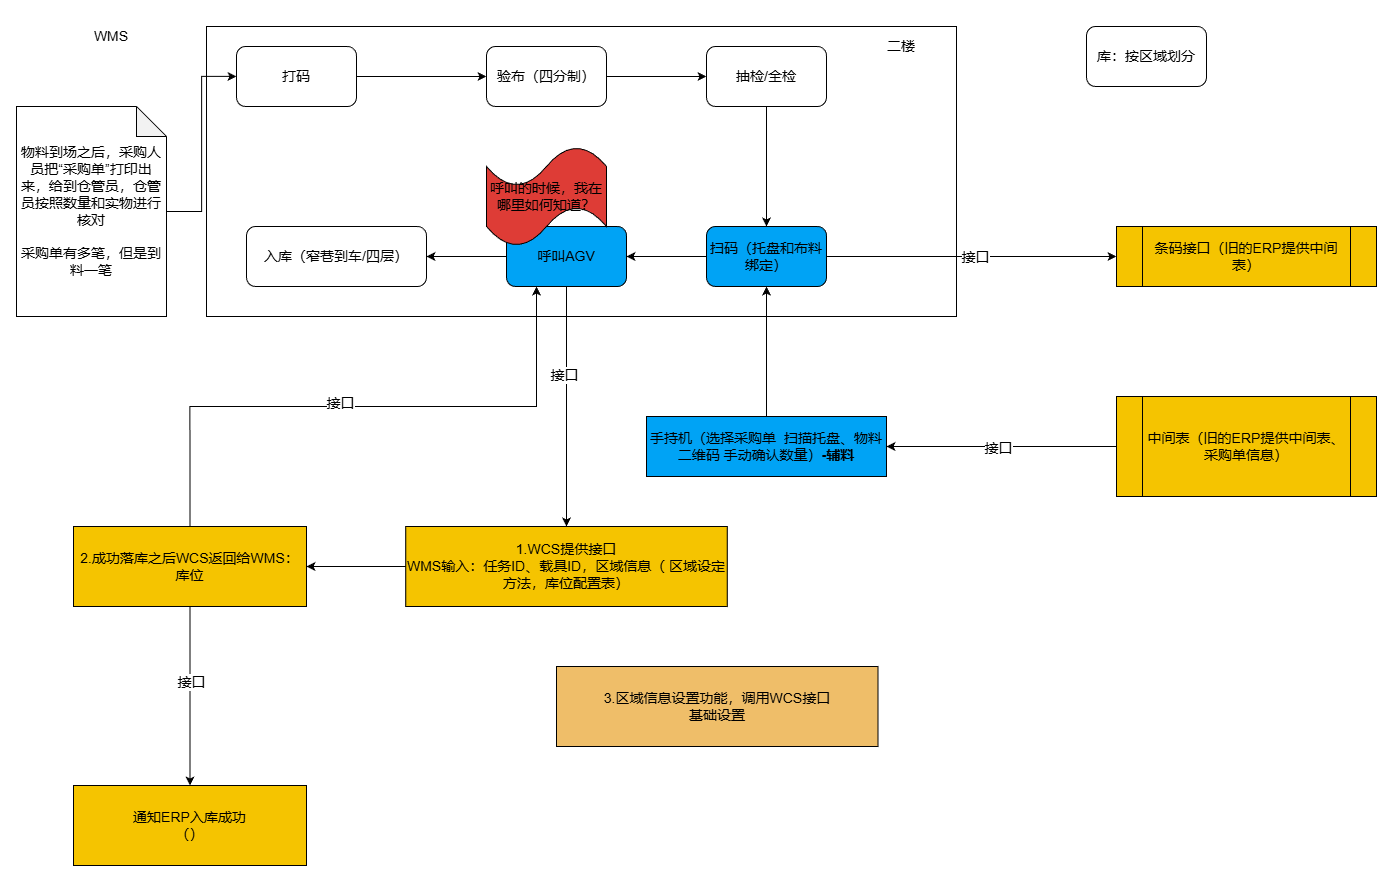 WMS
二楼
库：按区域划分
打码
验布（四分制）
抽检/全检
物料到场之后，采购人
员把“采购单”打印出
来，给到仓管员，仓管
员按照数量和实物进行
核对
采购单有多笔，但是到
料一笔
呼叫的时候，我在
哪里如何知道？
入库（窄巷到车/四层）
呼叫AGV
扫码（托盘和布料
绑定）
接口
条码接口（旧的ERP提供中间
表）
接口
接口
手持机（选择采购单 扫描托盘、物料
二维码 手动确认数量）-辅料
接口
中间表（旧的ERP提供中间表、
采购单信息）
2.成功落库之后WCS返回给WMS：
库位
1.WCS提供接口
WMS输入：任务ID、载具ID，区域信息（ 区域设定
方法，库位配置表）
接口
3.区域信息设置功能，调用WCS接口
基础设置
通知ERP入库成功
（）